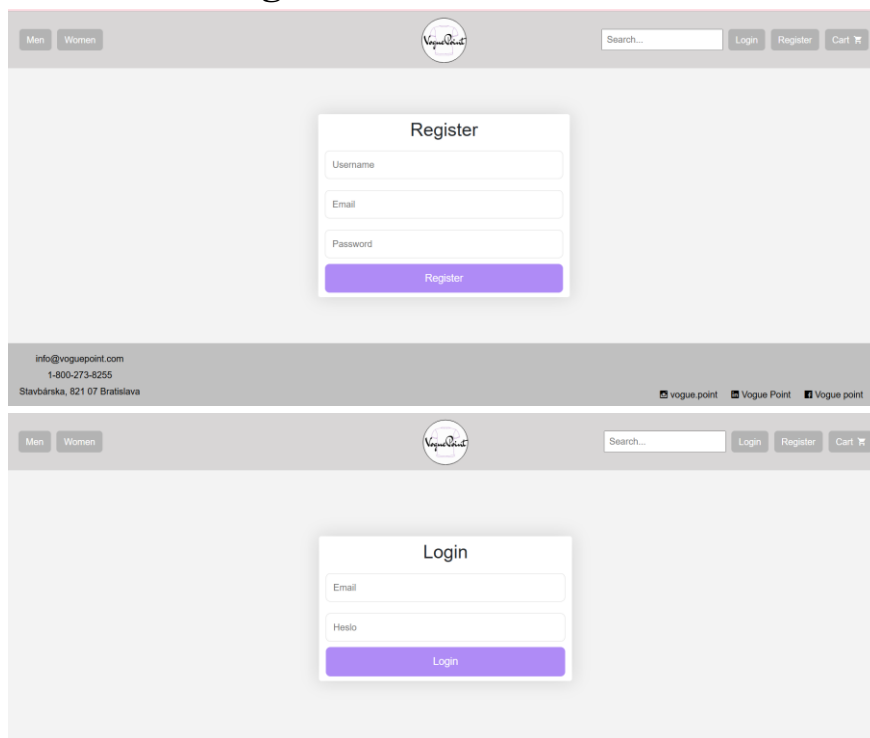 Men Women VoguePoint Search... Login Register Cart
Register
Username
Email
Password
Register
info@voguepoint.com
1-800-273-8255
Stavbárska, 821 07 Bratislava
vogue.point Vogue Point Vogue point
Men Women VoguePoint Search... Login Register Cart
Login
Email
Heslo
Login